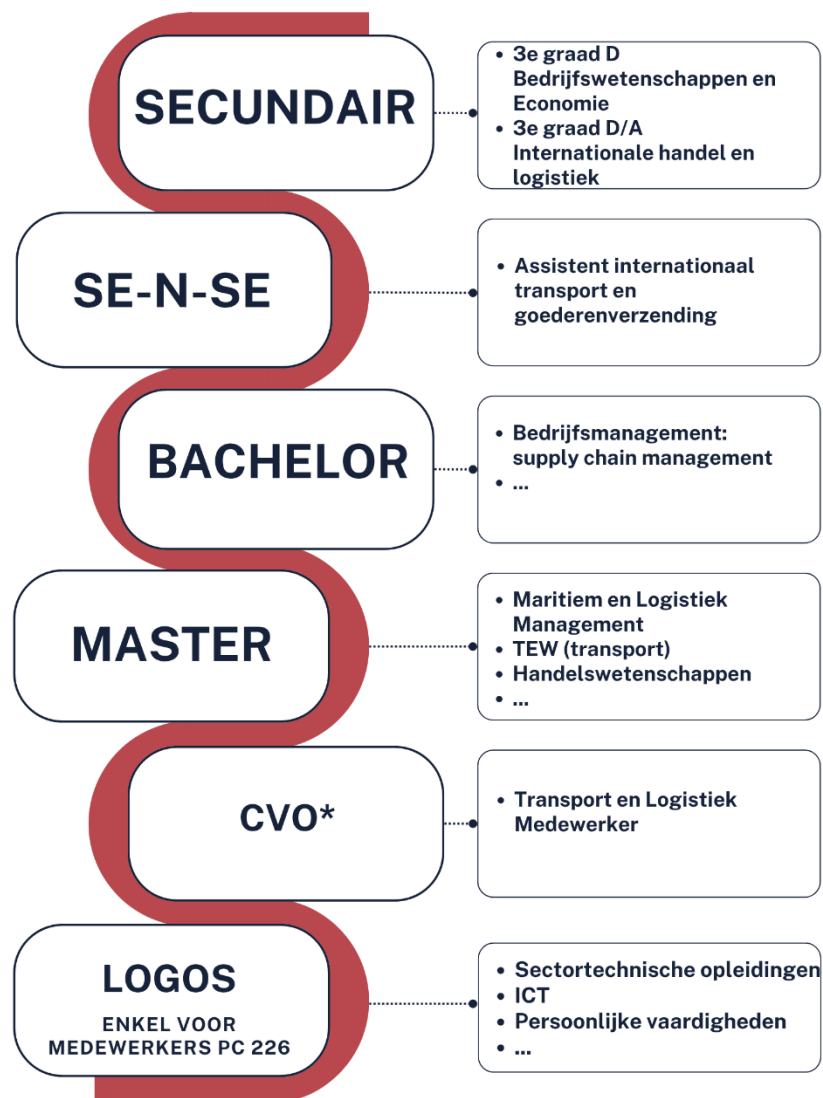 SECUNDAIR
• 3e graad D
Bedrijfswetenschappen en
Economie
• 3e graad D/A
Internationale handel en
logistiek
SE-N-SE
• Assistent internationaal
transport en
goederenverzending
BACHELOR
• Bedrijfsmanagement:
supply chain management
• ...
MASTER
• Maritiem en Logistiek
Management
• TEW (transport)
• Handelswetenschappen
• ...
CVO*
• Transport en Logistiek
Medewerker
LOGOS
ENKEL VOOR
MEDEWERKERS PC 226
• Sectortechnische opleidingen
• ICT
• Persoonlijke vaardigheden
• ...